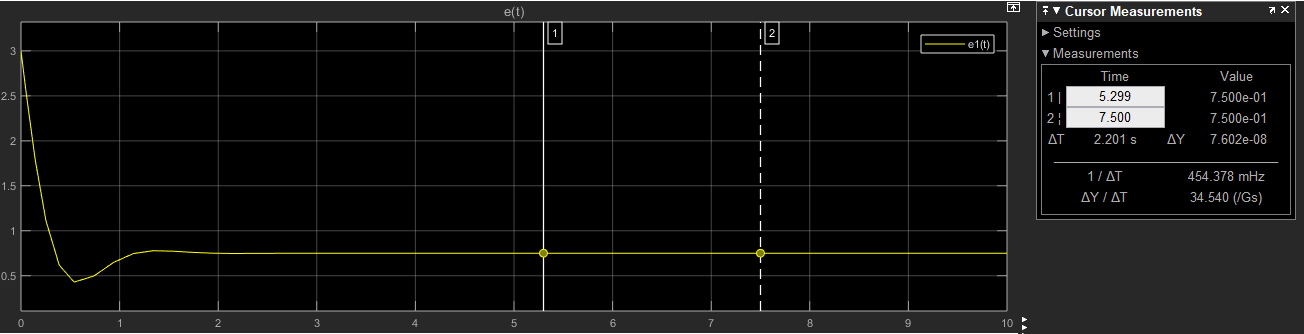 e(t)
1
2
e1(t)
3
2.5
2
1.5
1
0.5
0 1 2 3 4 5 6 7 8 9 10
Cursor Measurements
Settings
Measurements
Time Value
1 | 5.299 7.500e-01
2 ¦ 7.500 7.500e-01
ΔT 2.201 s ΔY 7.602e-08
1 / ΔT 454.378 mHz
ΔY / ΔT 34.540 (/Gs)